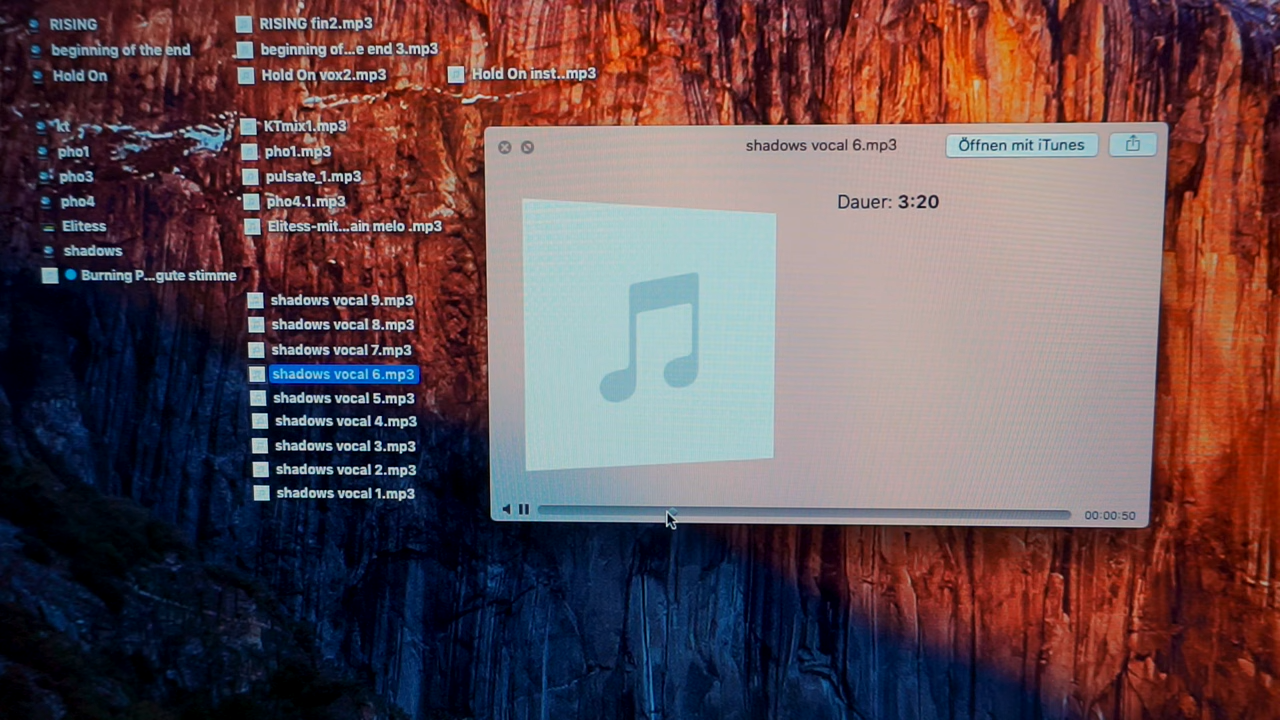 RISING
RISING fin2.mp3
beginning of the end
beginning of...e end 3.mp3
Hold On
Hold On vox2.mp3
Hold On inst..mp3
kt
KTmix1.mp3
pho1
pho1.mp3
pho3
pulsate_1.mp3
pho4
pho4.1.mp3
Elitess
Elitess-mit...ain melo .mp3
shadows
Burning P...gute stimme
shadows vocal 9.mp3
shadows vocal 8.mp3
shadows vocal 7.mp3
shadows vocal 6.mp3
shadows vocal 5.mp3
shadows vocal 4.mp3
shadows vocal 3.mp3
shadows vocal 2.mp3
shadows vocal 1.mp3
shadows vocal 6.mp3
Öffnen mit iTunes
Dauer: 3:20
00:00:50